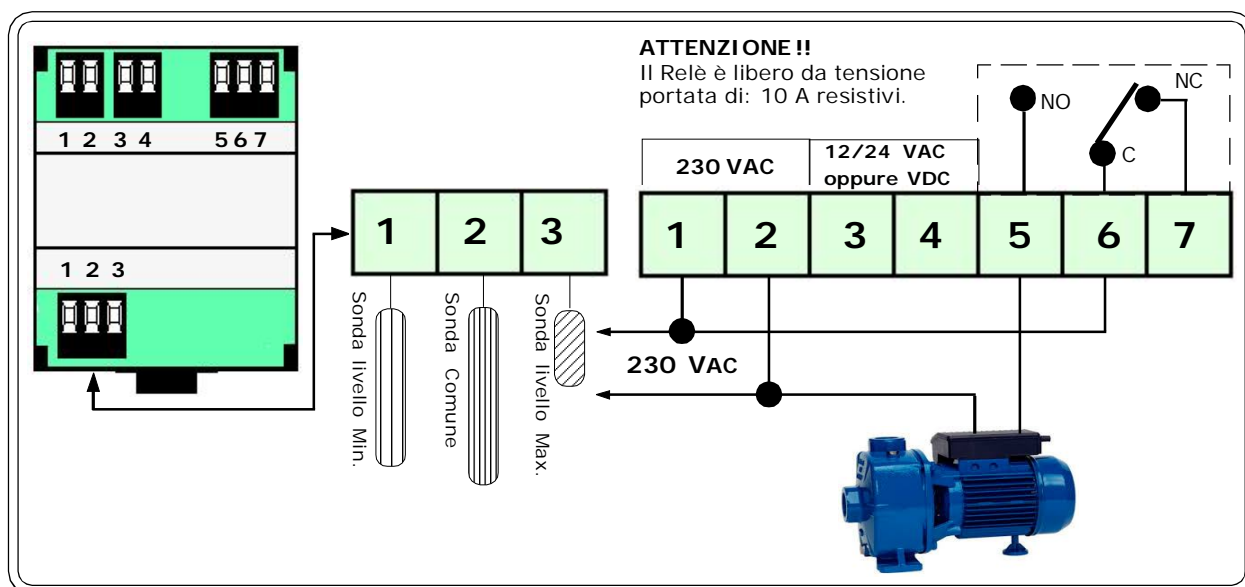 ATTENZIONE!!
Il Relè è libero da tensione
portata di: 10 A resistivi.
NO
NC
C
1 2 3 4 5 6 7
1 2 3
230 VAC
12/24 VAC
oppure VDC
1 2 3
1 2 3 4 5 6 7
Sonda livello Min.
Sonda Comune
Sonda livello Max.
230 VAC